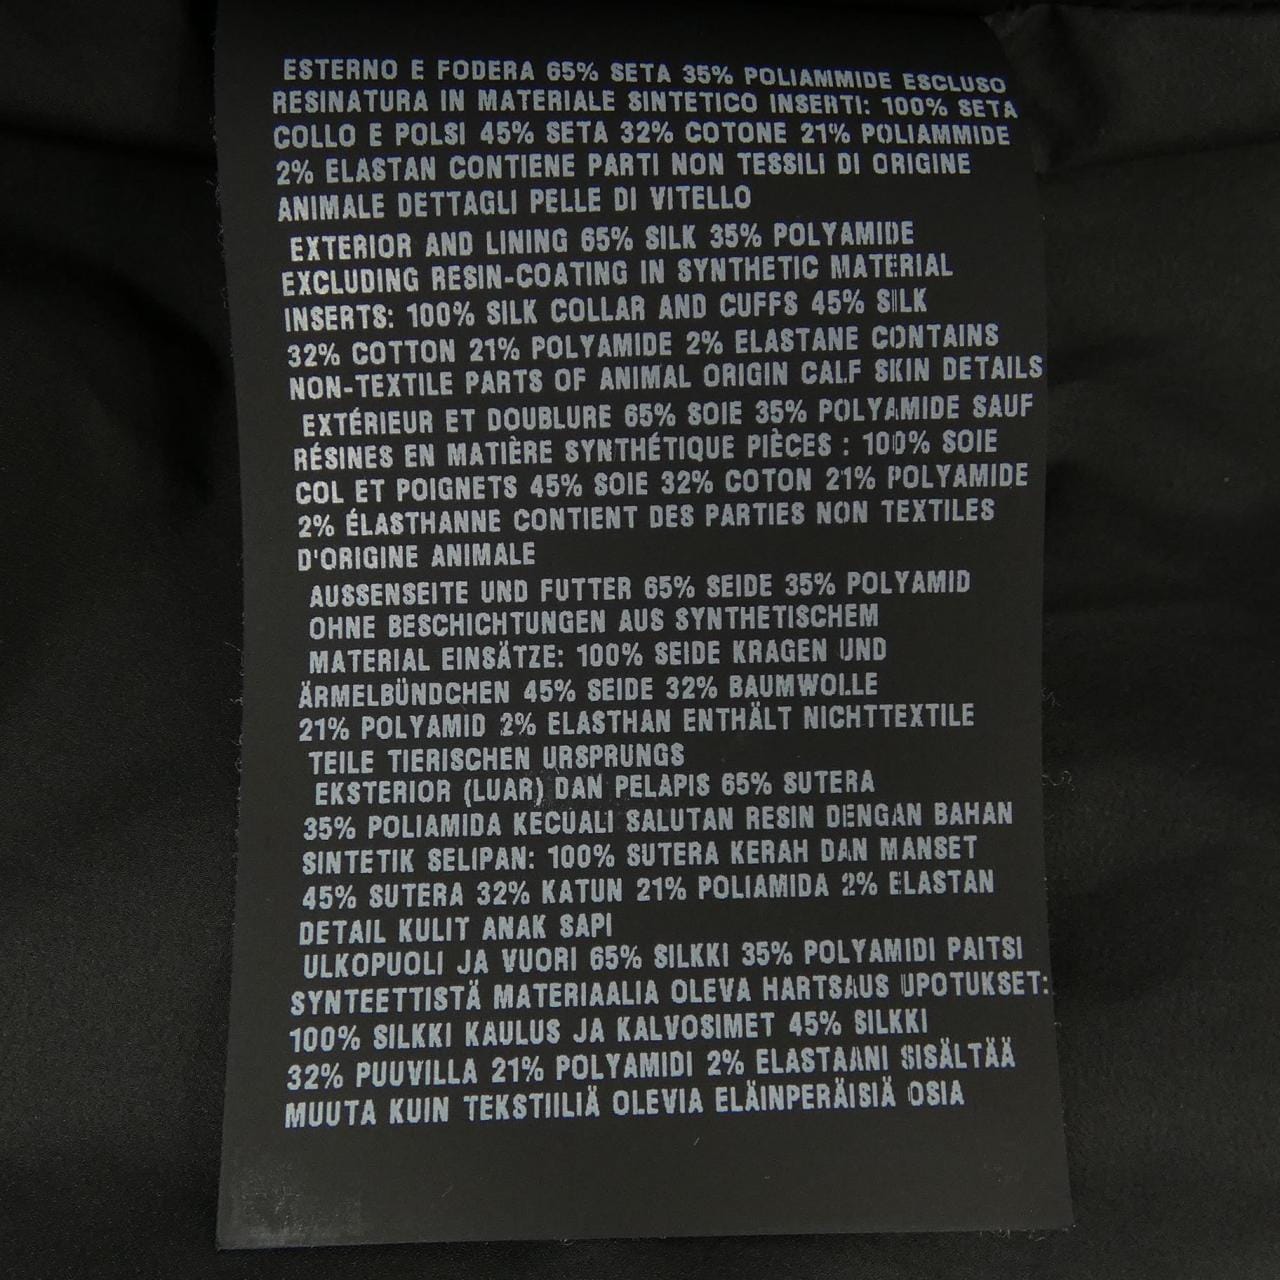 ESTERNO E FODERA 65% SETA 35% POLIAMMIDE ESCLUSO
RESINATURA IN MATERIALE SINTETICO INSERTI: 100% SETA
COLLO E POLSI 45% SETA 32% COTONE 21% POLIAMMIDE
2% ELASTAN CONTIENE PARTI NON TESSILI DI ORIGINE
ANIMALE DETTAGLI PELLE DI VITELLO
EXTERIOR AND LINING 65% SILK 35% POLYAMIDE
EXCLUDING RESIN-COATING IN SYNTHETIC MATERIAL
INSERTS: 100% SILK COLLAR AND CUFFS 45% SILK
32% COTTON 21% POLYAMIDE 2% ELASTANE CONTAINS
NON-TEXTILE PARTS OF ANIMAL ORIGIN CALF SKIN DETAILS
EXTÉRIEUR ET DOUBLURE 65% SOIE 35% POLYAMIDE SAUF
RÉSINES EN MATIÈRE SYNTHÉTIQUE PIÈCES : 100% SOIE
COL ET POIGNETS 45% SOIE 32% COTON 21% POLYAMIDE
2% ÉLASTHANNE CONTIENT DES PARTIES NON TEXTILES
D'ORIGINE ANIMALE
AUSSENSEITE UND FUTTER 65% SEIDE 35% POLYAMID
OHNE BESCHICHTUNGEN AUS SYNTHETISCHEM
MATERIAL EINSÄTZE: 100% SEIDE KRAGEN UND
ÄRMELBÜNDCHEN 45% SEIDE 32% BAUMWOLLE
21% POLYAMID 2% ELASTHAN ENTHÄLT NICHTTEXTILE
TEILE TIERISCHEN URSPRUNGS
EKSTERIOR (LUAR) DAN PELAPIS 65% SUTERA
35% POLIAMIDA KECUALI SALUTAN RESIN DENGAN BAHAN
SINTETIK SELIPAN: 100% SUTERA KERAH DAN MANSET
45% SUTERA 32% KATUN 21% POLIAMIDA 2% ELASTAN
DETAIL KULIT ANAK SAPI
ULKOPUOLI JA VUORI 65% SILKKI 35% POLYAMIDI PAITSI
SYNTEETTISTÄ MATERIAALIA OLEVA HARTSAUS UPOTUKSET:
100% SILKKI KAULUS JA KALVOSIMET 45% SILKKI
32% PUUVILLA 21% POLYAMIDI 2% ELASTAANI SISÄLTÄÄ
MUUTA KUIN TEKSTIILIÄ OLEVIA ELÄINPERÄISIÄ OSIA